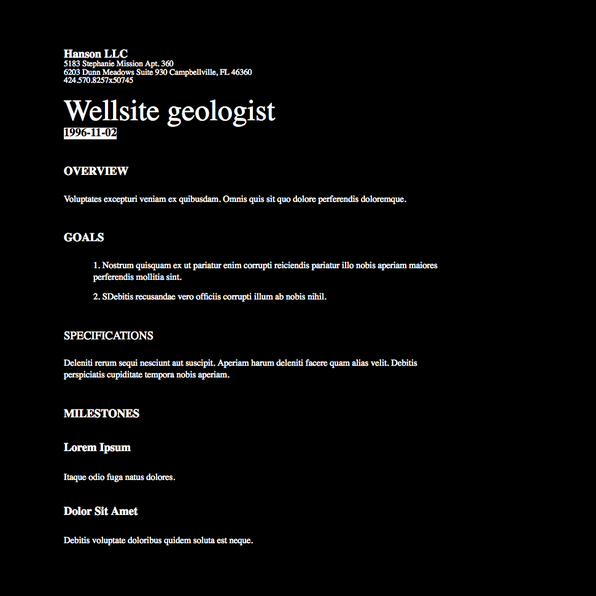 Hanson LLC
5183 Stephanie Mission Apt. 360
6203 Dunn Meadows Suite 930 Campbellville, FL 46360
424.570.8257x50745
Wellsite geologist
1996-11-02
OVERVIEW
Voluptates excepturi veniam ex quibusdam. Omnis quis sit quo dolore perferendis doloremque.
GOALS
1. Nostrum quisquam ex ut pariatur enim corrupti reiciendis pariatur illo nobis aperiam maiores
perferendis mollitia sint.
2. SDebitis recusandae vero officiis corrupti illum ab nobis nihil.
SPECIFICATIONS
Deleniti rerum sequi nesciunt aut suscipit. Aperiam harum deleniti facere quam alias velit. Debitis
perspiciatis cupiditate tempora nobis aperiam.
MILESTONES
Lorem Ipsum
Itaque odio fuga natus dolores.
Dolor Sit Amet
Debitis voluptate doloribus quidem soluta est neque.